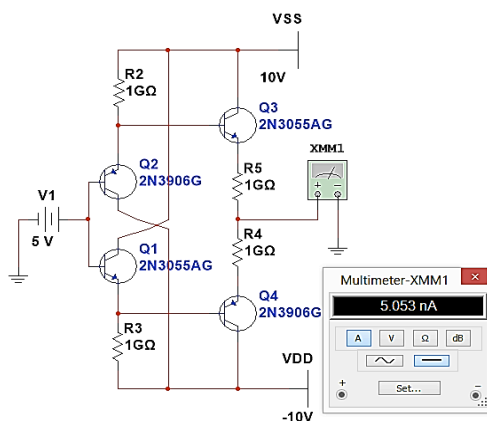 VSS
10V
R2
1GΩ
Q3
2N3055AG
XMM1
+ −
Q2
2N3906G
R5
1GΩ
V1
5 V
Q1
2N3055AG
R4
1GΩ
Q4
2N3906G
R3
1GΩ
VDD
-10V
Multimeter-XMM1 ×
5.053 nA
A V Ω dB
+ Set... −